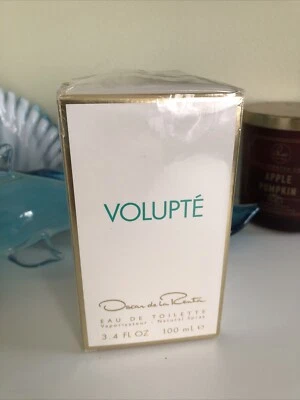 VOLUPTÉ
Oscar de la Renta
EAU DE TOILETTE
Vaporisateur Natural Spray
3.4 FL OZ 100 mL ℮
APPLE
PUMPKIN